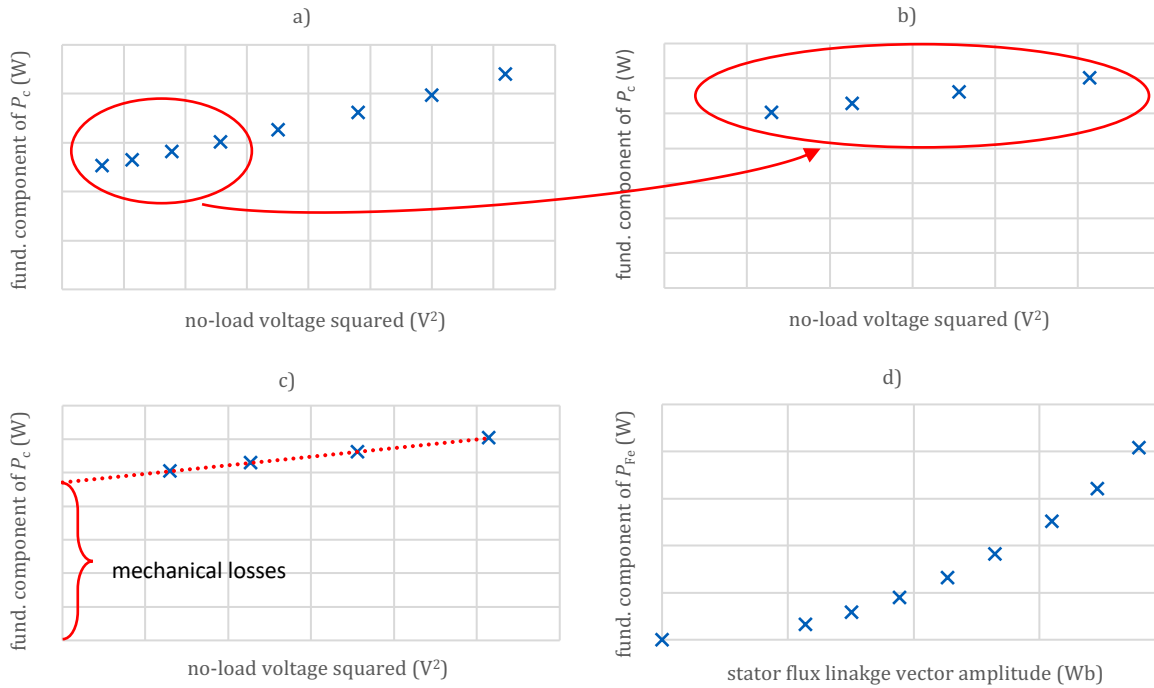 a)
fund. component of Pc (W)
no-load voltage squared (V²)
b)
fund. component of Pc (W)
no-load voltage squared (V²)
c)
fund. component of Pc (W)
mechanical losses
no-load voltage squared (V²)
d)
fund. component of PFe (W)
stator flux linakge vector amplitude (Wb)